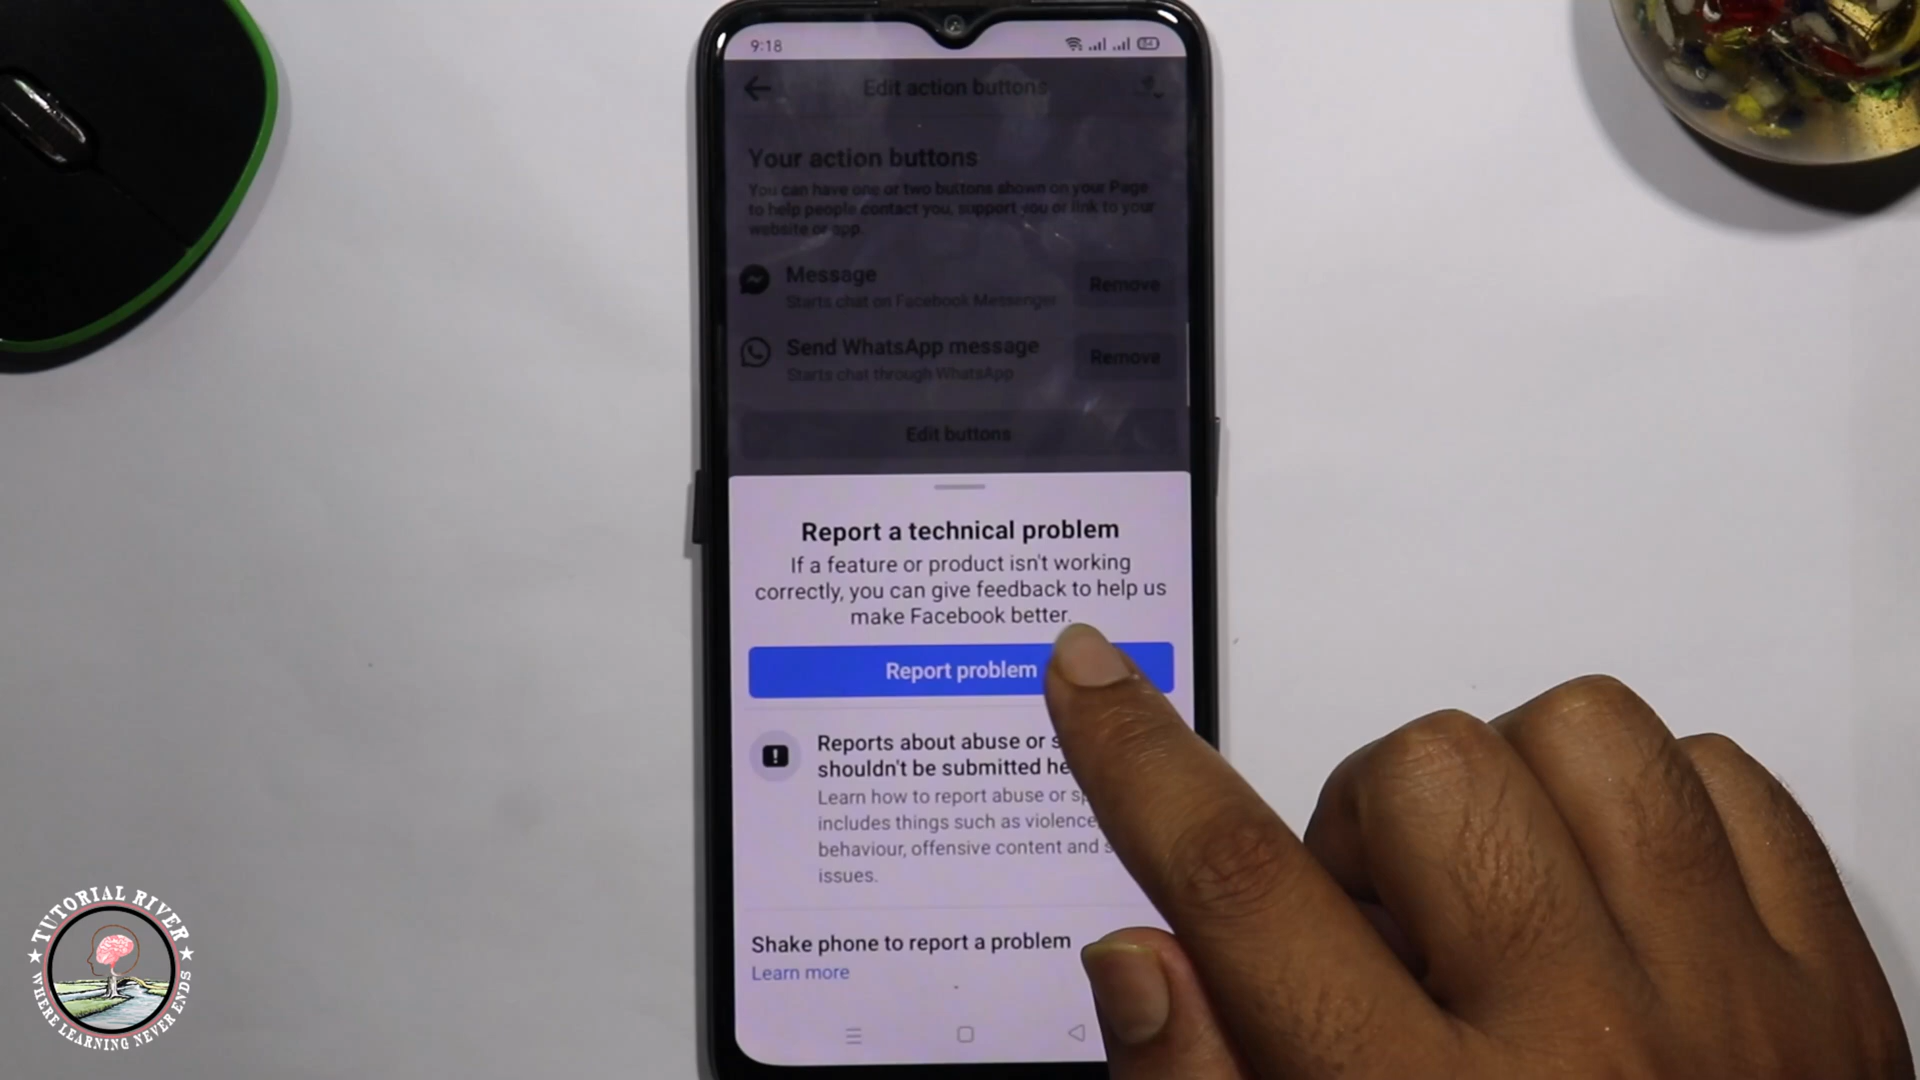 9:18
84
Edit action buttons
Your action buttons
You can have one or two buttons shown on your Page
to help people contact you, support you or link to your
website or app.
Message
Starts chat on Facebook Messenger
Remove
Send WhatsApp message
Starts chat through WhatsApp
Remove
Edit buttons
Report a technical problem
If a feature or product isn't working
correctly, you can give feedback to help us
make Facebook better.
Report problem
Reports about abuse or s
shouldn't be submitted he
Learn how to report abuse or sp
includes things such as violence,
behaviour, offensive content and s
issues.
Shake phone to report a problem
Learn more
TUTORIAL RIVER
WHERE LEARNING NEVER ENDS